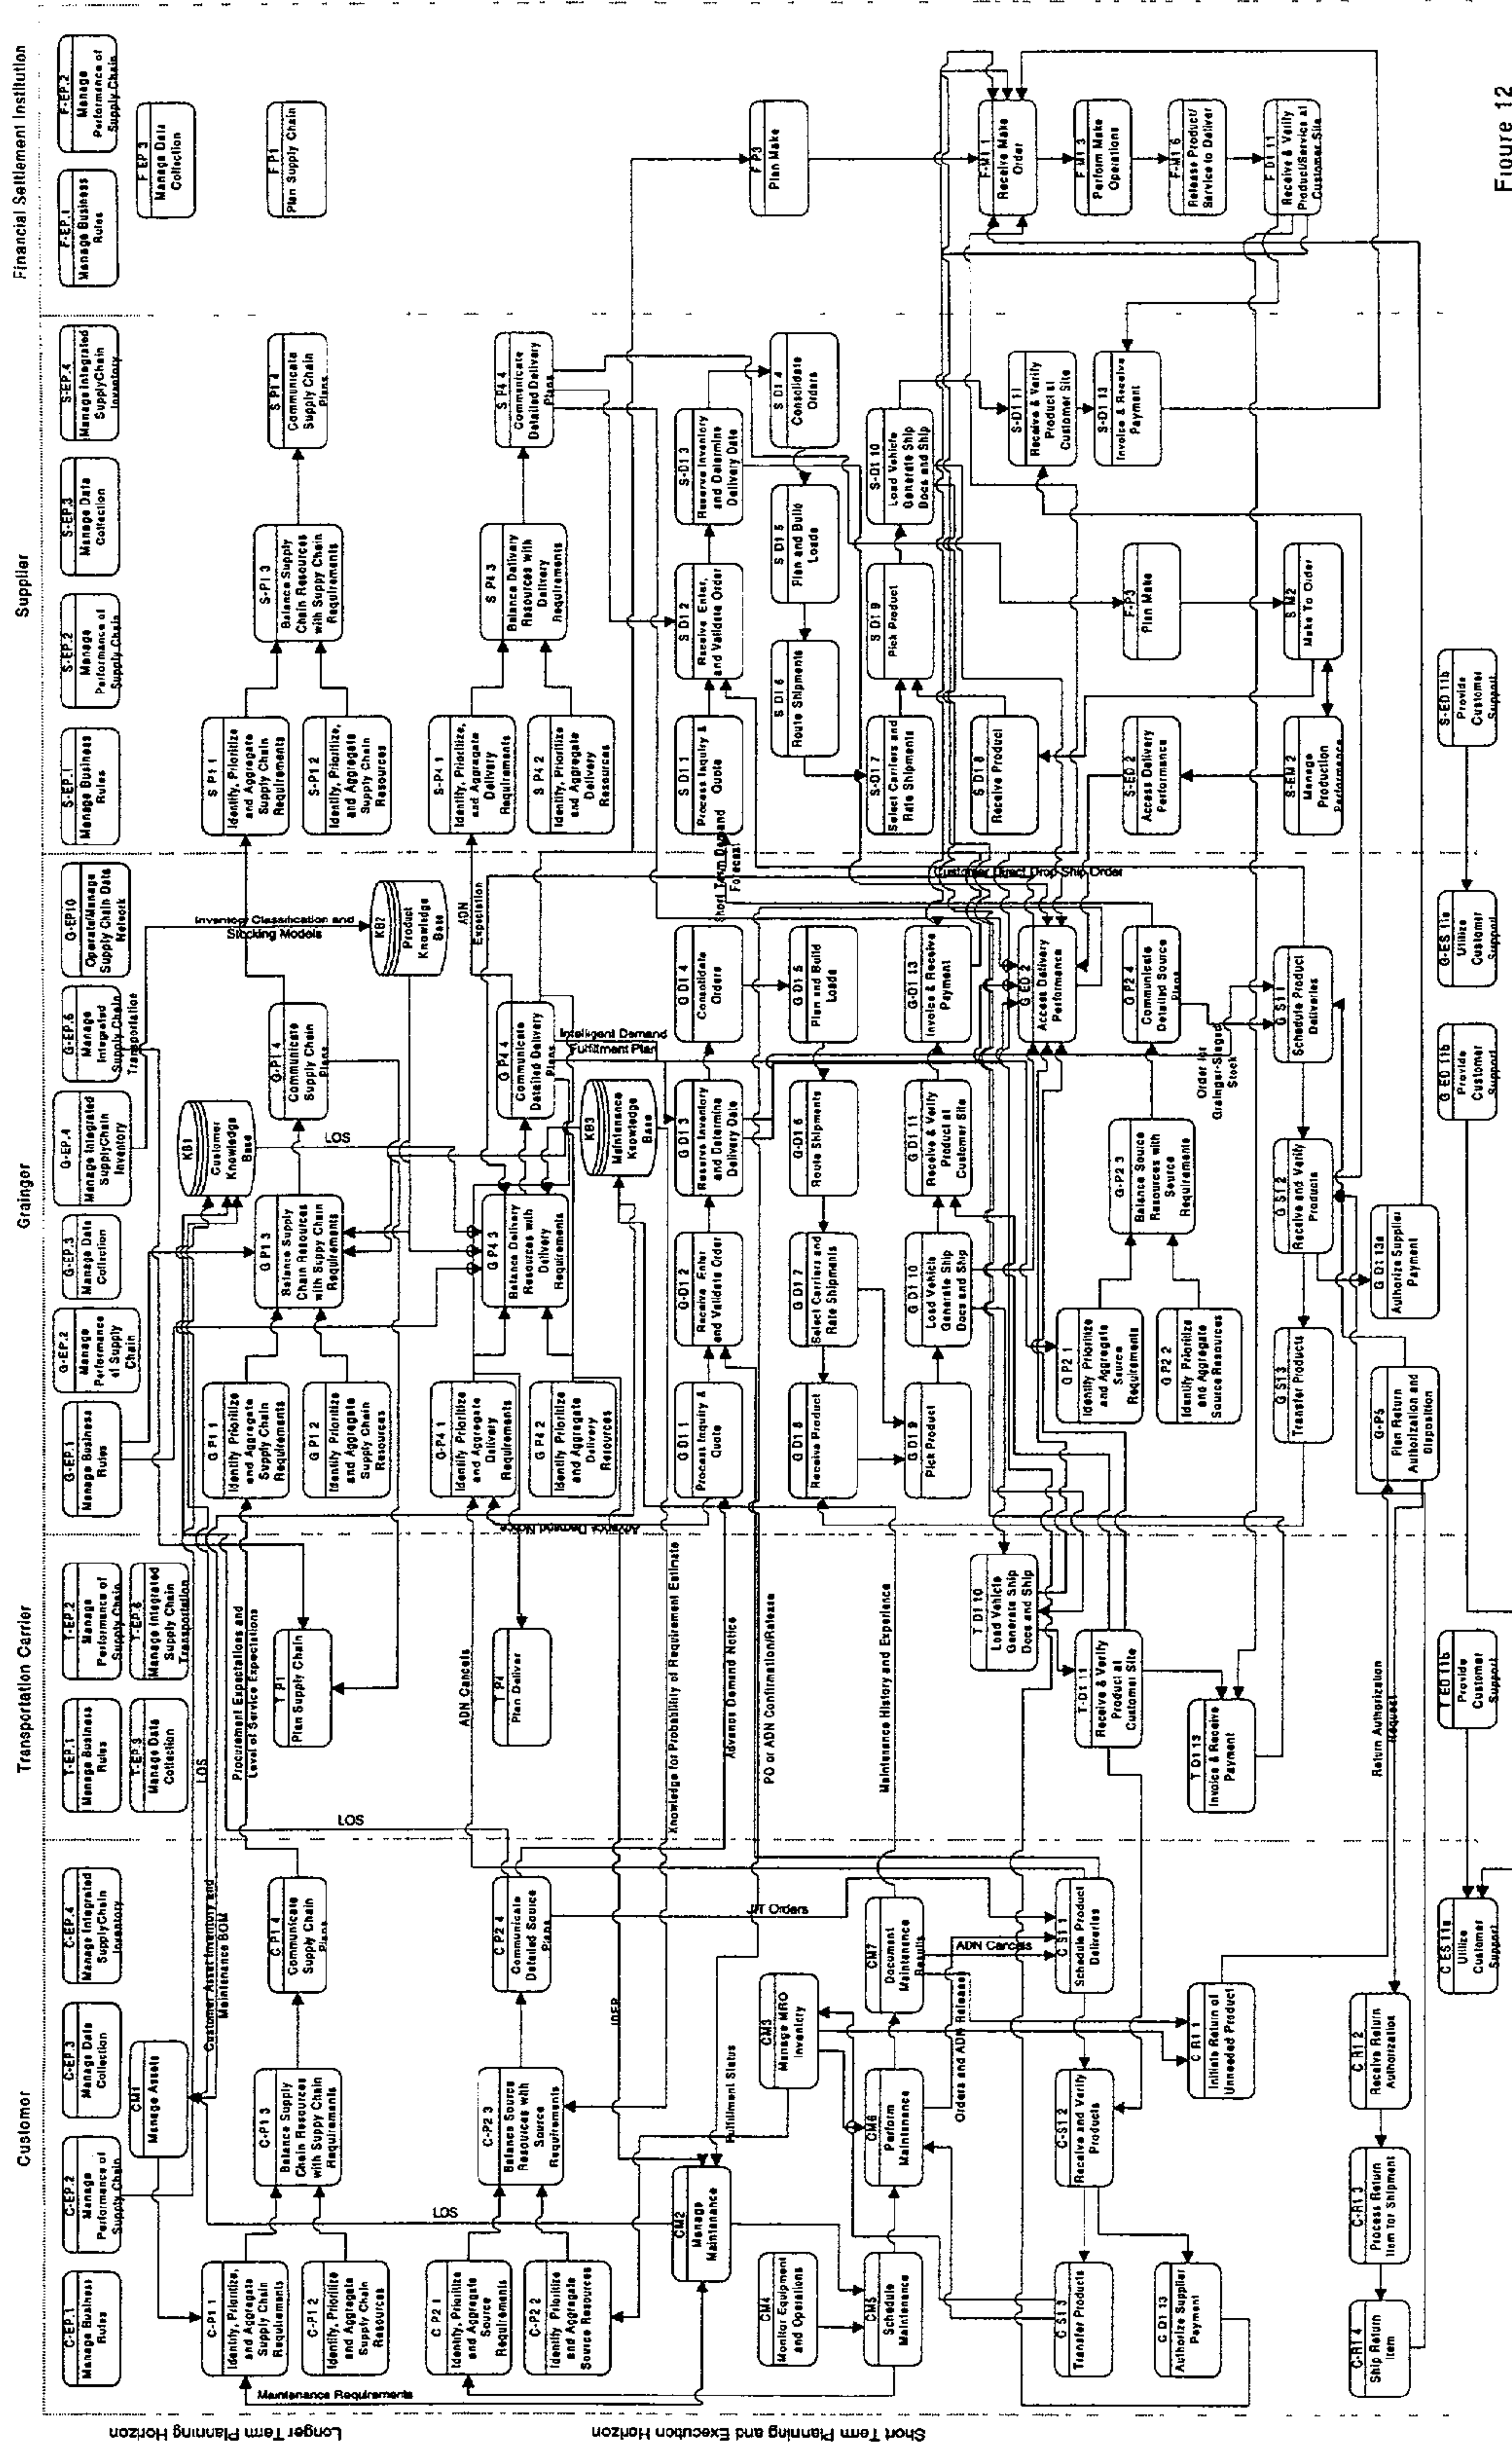 Customer
Transportation Carrier
Grainger
Supplier
Financial Settlement Institution
Longer Term Planning Horizon
Short Term Planning and Execution Horizon
C-EP.1
Manage Business
Rules
C-EP.2
Manage
Performance of
Supply Chain
C-EP.3
Manage Data
Collection
C-EP.4
Manage Integrated
SupplyChain
Inventory
CM1
Manage Assets
Customer Asset Inventory and
Maintenance BOM
C-P1 1
Identify, Prioritize,
and Aggregate
Supply Chain
Requirements
C-P1 2
Identify, Prioritize
and Aggregate
Supply Chain
Resources
C-P1 3
Balance Supply
Chain Resources
with Suppy Chain
Requirements
C P1 4
Communicate
Supply Chain
Plans
Maintenance Requirements
LOS
C P2 1
Identify, Prioritize
and Aggregate
Source
Requirements
C-P2 2
Identify Prioritize
and Aggregate
Source Resources
C-P2 3
Balance Source
Resources with
Source
Requirements
C P2 4
Communicate
Detailed Source
Plans
CM2
Manage
Maintenance
IDFP
Fulfillment Status
JIT Orders
CM3
Manage MRO
Inventory
CM4
Monitor Equipment
and Operations
CM5
Schedule
Maintenance
CM6
Perform
Maintenance
CM7
Document
Maintenance
Results
Orders and ADN Releases
ADN Cancels
C S1 1
Schedule Product
Deliveries
C-S1 2
Receive and Verify
Products
C S1 3
Transfer Products
C D1 13
Authorize Supplier
Payment
C R1 1
Initiate Return of
Unneeded Product
C R1 2
Receive Return
Authorization
C-R1 3
Process Return
Item for Shipment
C-R1 4
Ship Return
Item
C ES 11a
Utilize
Customer
Support
T-EP.1
Manage Business
Rules
T-EP.2
Manage
Performance of
Supply Chain
T-EP.3
Manage Data
Collection
T-EP.6
Manage Integrated
Supply Chain
Transportation
LOS
Procurement Expectations and
Level of Service Expectations
T P1
Plan Supply Chain
LOS
ADN Cancels
T P4
Plan Deliver
Knowledge for Probability of Requirement Estimate
Advance Demand Notice
PO or ADN Confirmation/Release
Maintenance History and Experience
T D1 10
Load Vehicle
Generate Ship
Docs and Ship
T-D1 11
Receive & Verify
Product at
Customer Site
T D1 13
Invoice & Receive
Payment
Return Authorization
Request
T ED 11b
Provide
Customer
Support
G-EP.1
Manage Business
Rules
G-EP.2
Manage
Performance
of Supply
Chain
G-EP.3
Manage Data
Collection
G-EP.4
Manage Integrated
SupplyChain
Inventory
G-EP.6
Manage
Integrated
Supply Chain
Transportation
G-EP10
Operate/Manage
Supply Chain Data
Network
Inventory Classification and
Stocking Models
KB1
Customer
Knowledge
Base
KB2
Product
Knowledge
Base
G P1 1
Identify Prioritize
and Aggregate
Supply Chain
Requirements
G P1 2
Identify Prioritize
and Aggregate
Supply Chain
Resources
G P1 3
Balance Supply
Chain Resources
with Suppy Chain
Requirements
G-P1 4
Communicate
Supply Chain
Plans
LOS
G-P4 1
Identify Prioritize
and Aggregate
Delivery
Requirements
G P4 2
Identify Prioritize
and Aggregate
Delivery
Resources
G P4 3
Balance Delivery
Resources with
Delivery
Requirements
G P4 4
Communicate
Detailed Delivery
Plans
ADN
Expectation
Intelligent Demand
Fulfillment Plan
KB3
Maintenance
Knowledge
Base
Advance Demand Notice
G D1 1
Process Inquiry &
Quote
G-D1 2
Receive Enter
and Validate Order
G D1 3
Reserve Inventory
and Determine
Delivery Date
G D1 4
Consolidate
Orders
G D1 5
Plan and Build
Loads
G-D1 6
Route Shipments
G D1 7
Select Carriers and
Rate Shipments
G D1 8
Receive Product
G D1 9
Pick Product
G D1 10
Load Vehicle
Generate Ship
Docs and Ship
G D1 11
Receive & Verify
Product at
Customer Site
G-D1 13
Invoice & Receive
Payment
G ED 2
Access Delivery
Performance
G P2 1
Identify Prioritize
and Aggregate
Source
Requirements
G P2 2
Identify Prioritize
and Aggregate
Source Resources
G-P2 3
Balance Source
Resources with
Source
Requirements
G P2 4
Communicate
Detailed Source
Plans
Order for
Grainger-Staged
Stock
G S1 1
Schedule Product
Deliveries
G S1 2
Receive and Verify
Products
G S1 3
Transfer Products
G D1 13a
Authorize Supplier
Payment
G-P5
Plan Return
Authorization and
Disposition
G ED 11b
Provide
Customer
Support
G-ES 11a
Utilize
Customer
Support
Short Term Demand
Forecast
Customer Direct Drop Ship Order
S-EP.1
Manage Business
Rules
S-EP.2
Manage
Performance of
Supply Chain
S-EP.3
Manage Data
Collection
S-EP.4
Manage Integrated
SupplyChain
Inventory
S P1 1
Identify, Prioritize
and Aggregate
Supply Chain
Requirements
S-P1 2
Identify, Prioritize,
and Aggregate
Supply Chain
Resources
S-P1 3
Balance Supply
Chain Resources
with Suppy Chain
Requirements
S P1 4
Communicate
Supply Chain
Plans
S-P4 1
Identify, Prioritize,
and Aggregate
Delivery
Requirements
S P4 2
Identify, Prioritize
and Aggregate
Delivery
Resources
S P4 3
Balance Delivery
Resources with
Delivery
Requirements
S P4 4
Communicate
Detailed Delivery
Plans
S D1 1
Process Inquiry &
Quote
S D1 2
Receive Enter,
and Validate Order
S-D1 3
Reserve Inventory
and Determine
Delivery Date
S D1 4
Consolidate
Orders
S D1 5
Plan and Build
Loads
S D1 6
Route Shipments
S-D1 7
Select Carriers and
Rate Shipments
S D1 8
Receive Product
S D1 9
Pick Product
S-D1 10
Load Vehicle
Generate Ship
Docs and Ship
S-D1 11
Receive & Verify
Product at
Customer Site
S-D1 13
Invoice & Receive
Payment
S-ED 2
Access Delivery
Performance
F-P3
Plan Make
S M2
Make To Order
S-EM 2
Manage
Production
Performance
S-ED 11b
Provide
Customer
Support
F-EP.1
Manage Business
Rules
F-EP.2
Manage
Performance of
Supply Chain
F EP 3
Manage Data
Collection
F P1
Plan Supply Chain
F P3
Plan Make
F-M1 1
Receive Make
Order
F M1 3
Perform Make
Operations
F-M1 6
Release Product/
Service to Deliver
F D1 11
Receive & Verify
Product/Service at
Customer Site
Figure 12